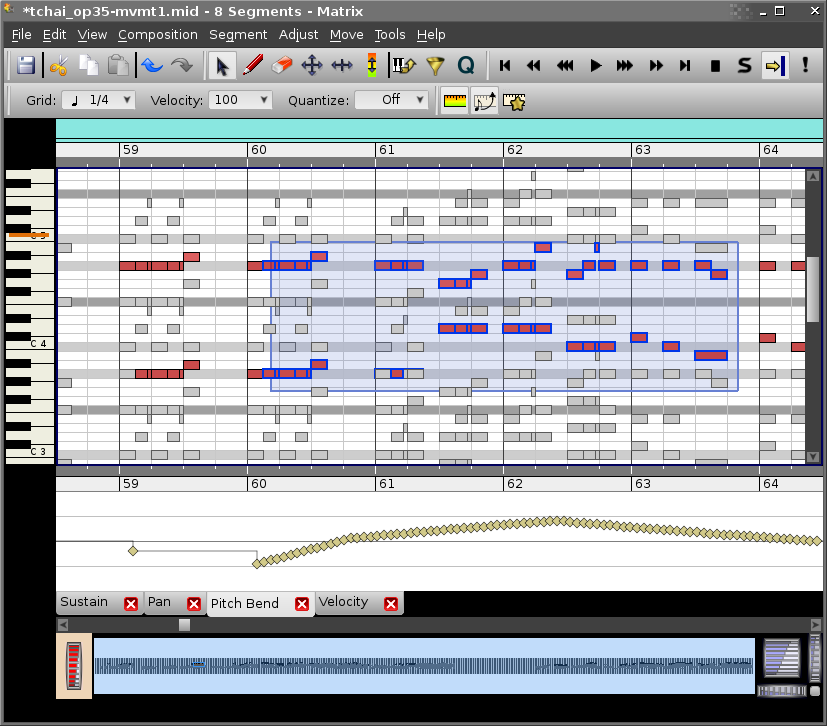 *tchai_op35-mvmt1.mid - 8 Segments - Matrix
File Edit View Composition Segment Adjust Move Tools Help
Q S !
Grid: 1/4 Velocity: 100 Quantize: Off
59 60 61 62 63 64
C 5
C 4
C 3
59 60 61 62 63 64
Sustain Pan Pitch Bend Velocity